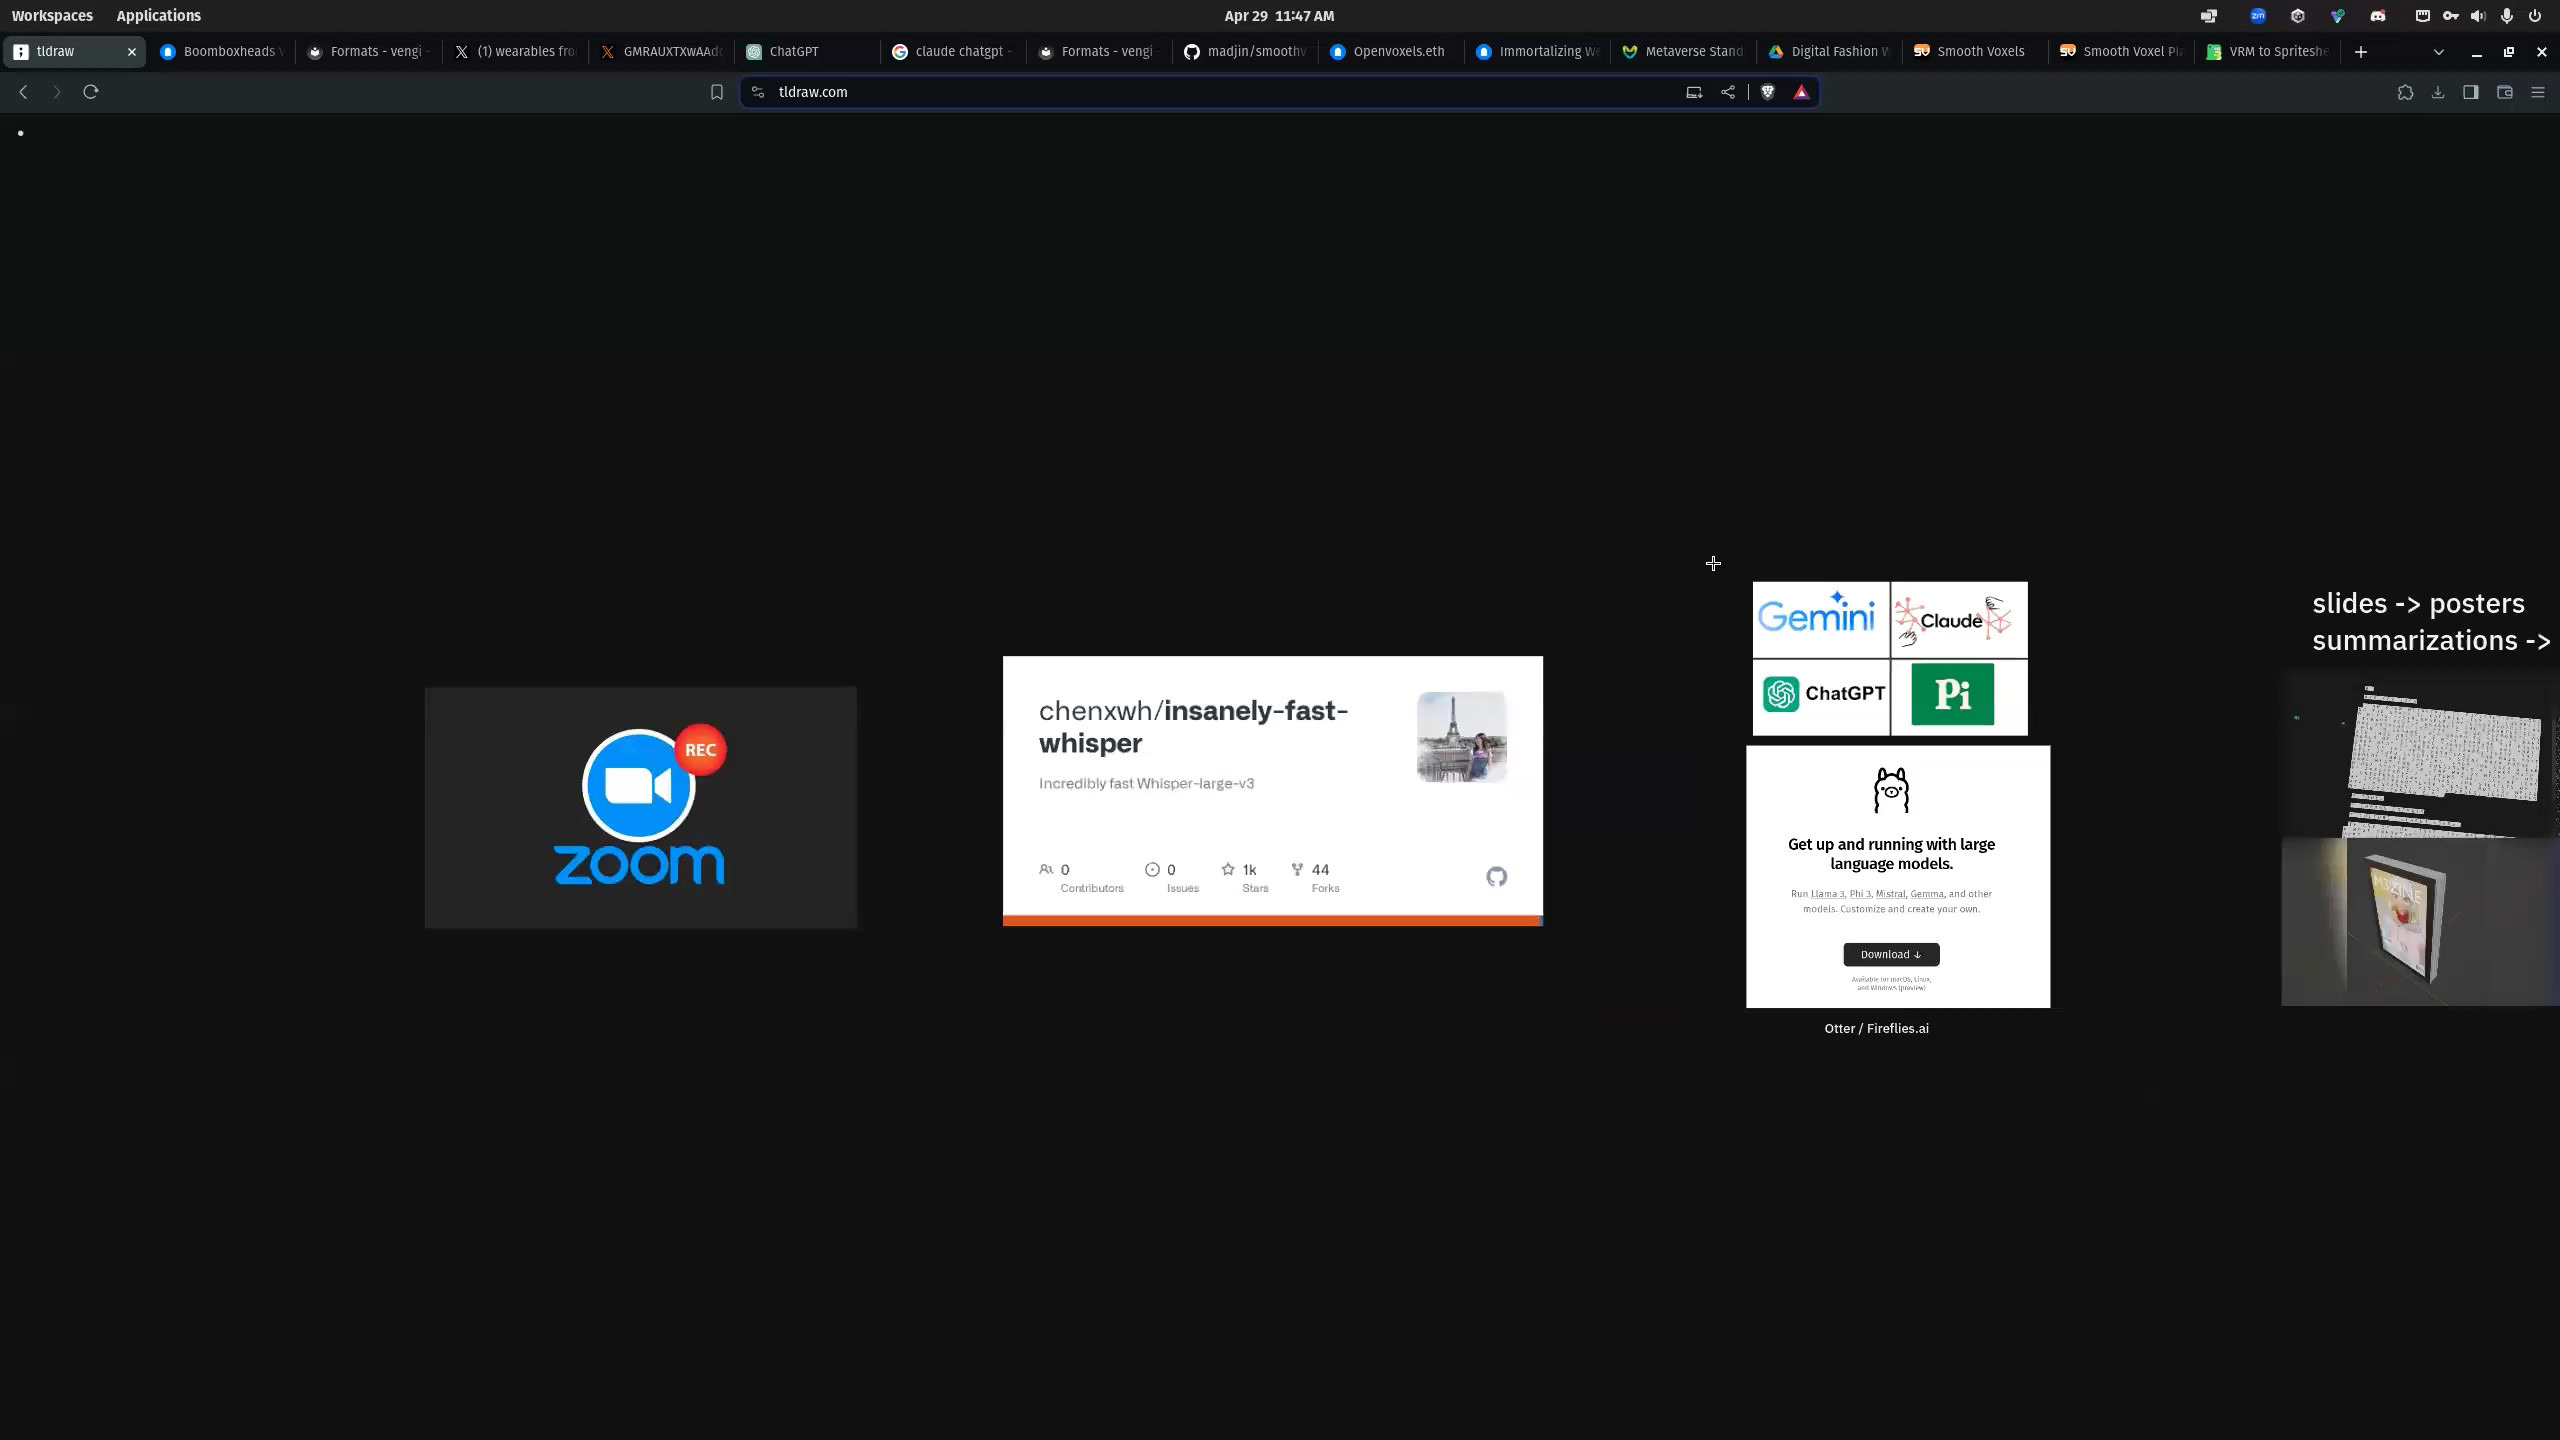 Workspaces Applications Apr 29 11:47 AM
tldraw Boomboxheads Formats - vengi - (1) wearables fro GMRAUXTXwAAd ChatGPT claude chatgpt - Formats - vengi - madjin/smoothv Openvoxels.eth Immortalizing We Metaverse Stand Digital Fashion W Smooth Voxels Smooth Voxel Pl VRM to Spriteshe
tldraw.com
REC
zoom
chenxwh/insanely-fast-
whisper
Incredibly fast Whisper-large-v3
0 0 1k 44
Contributors Issues Stars Forks
Gemini Claude
ChatGPT Pi
Get up and running with large
language models.
Run Llama 3, Phi 3, Mistral, Gemma, and other
models. Customize and create your own.
Download ↓
Available for macOS, Linux,
and Windows (preview)
Otter / Fireflies.ai
slides -> posters
summarizations ->
M3ZINE